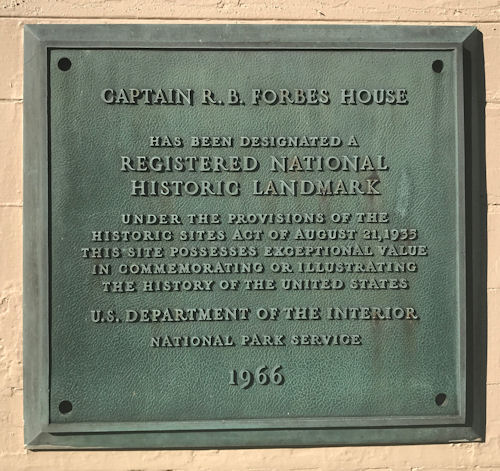 CAPTAIN R. B. FORBES HOUSE
HAS BEEN DESIGNATED A
REGISTERED NATIONAL
HISTORIC LANDMARK
UNDER THE PROVISIONS OF THE
HISTORIC SITES ACT OF AUGUST 21, 1935
THIS SITE POSSESSES EXCEPTIONAL VALUE
IN COMMEMORATING OR ILLUSTRATING
THE HISTORY OF THE UNITED STATES
U.S. DEPARTMENT OF THE INTERIOR
NATIONAL PARK SERVICE
1966